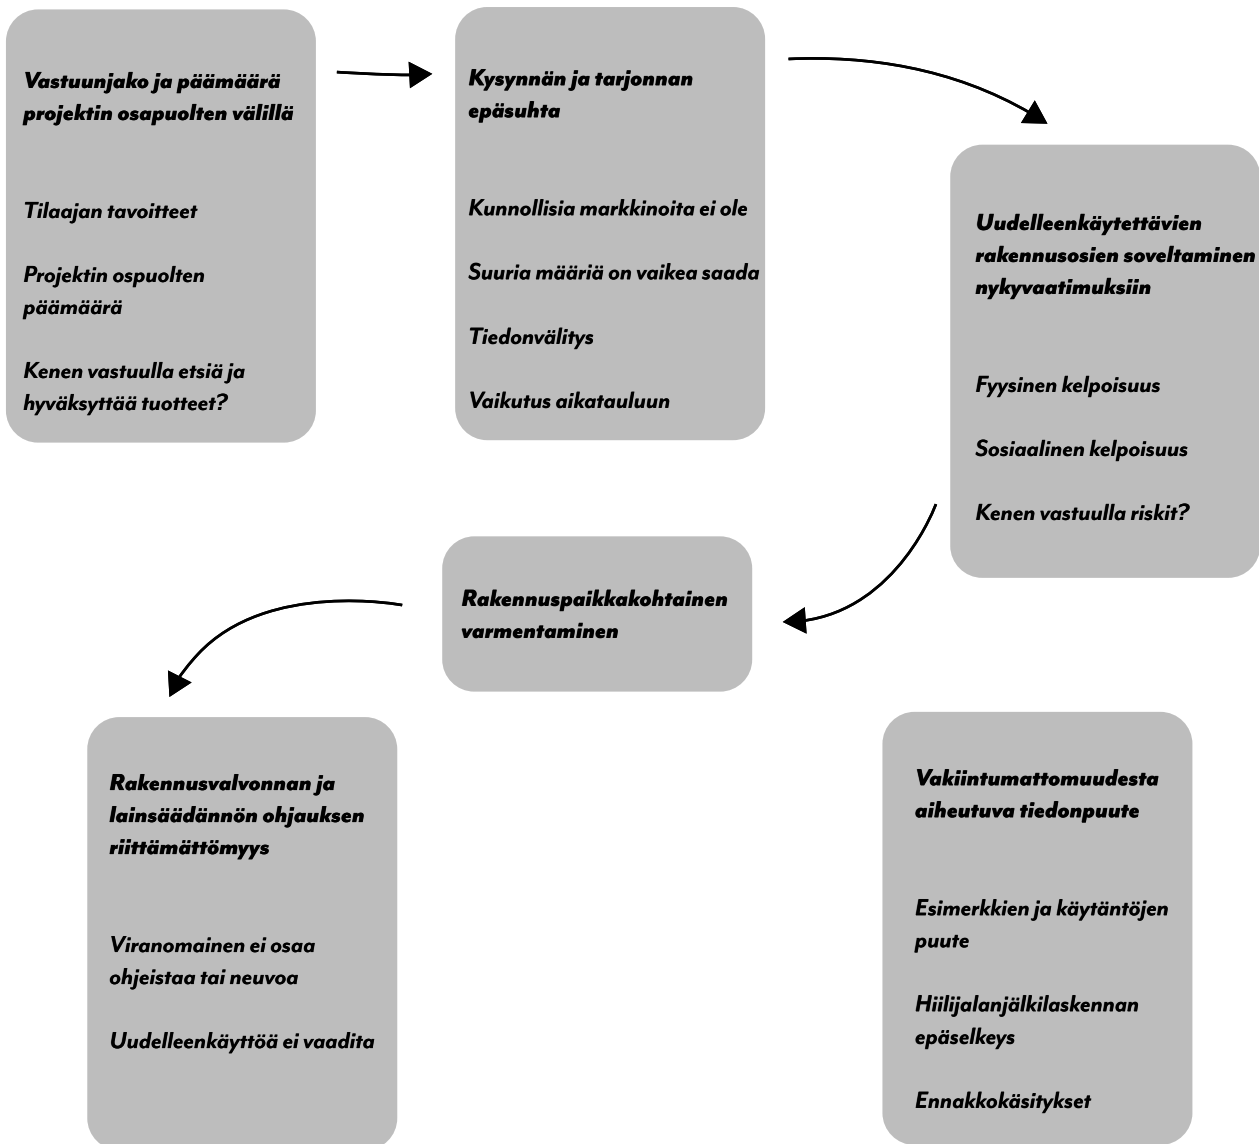 Vastuunjako ja päämäärä
projektin osapuolten välillä
Tilaajan tavoitteet
Projektin ospuolten
päämäärä
Kenen vastuulla etsiä ja
hyväksyttää tuotteet?
Kysynnän ja tarjonnan
epäsuhta
Kunnollisia markkinoita ei ole
Suuria määriä on vaikea saada
Tiedonvälitys
Vaikutus aikatauluun
Uudelleenkäytettävien
rakennusosien soveltaminen
nykyvaatimuksiin
Fyysinen kelpoisuus
Sosiaalinen kelpoisuus
Kenen vastuulla riskit?
Rakennuspaikkakohtainen
varmentaminen
Rakennusvalvonnan ja
lainsäädännön ohjauksen
riittämättömyys
Viranomainen ei osaa
ohjeistaa tai neuvoa
Uudelleenkäyttöä ei vaadita
Vakiintumattomuudesta
aiheutuva tiedonpuute
Esimerkkien ja käytäntöjen
puute
Hiilijalanjälkilaskennan
epäselkeys
Ennakkokäsitykset